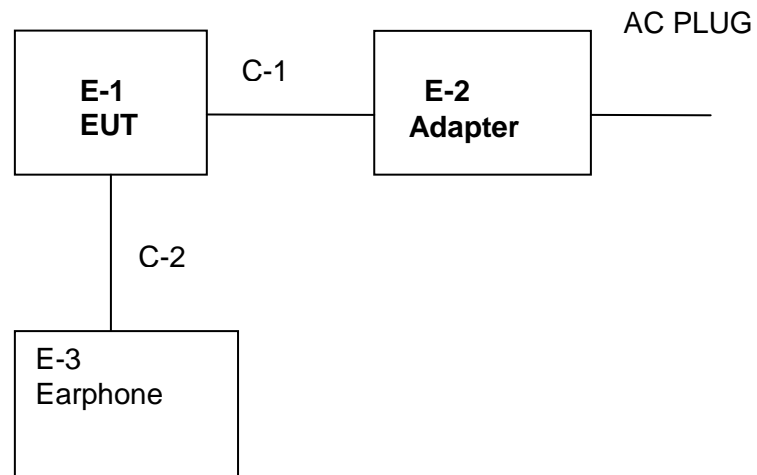 AC PLUG
C-1
E-1
EUT
E-2
Adapter
C-2
E-3
Earphone